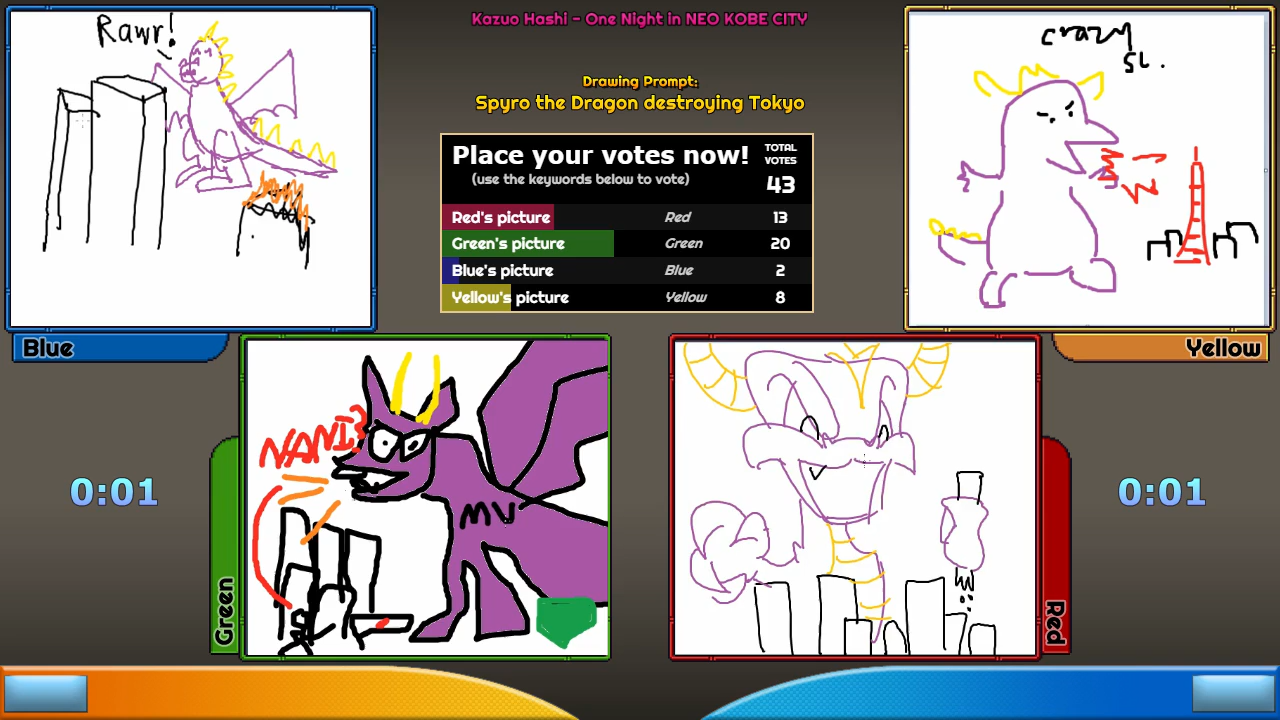 Kazuo Hashi - One Night in NEO KOBE CITY
Drawing Prompt:
Spyro the Dragon destroying Tokyo
Place your votes now!
(use the keywords below to vote)
TOTAL
VOTES
43
Red's picture Red 13
Green's picture Green 20
Blue's picture Blue 2
Yellow's picture Yellow 8
Rawr!
Blue
crazy
SL.
Yellow
0:01
NANI?
MV
Green
0:01
Red